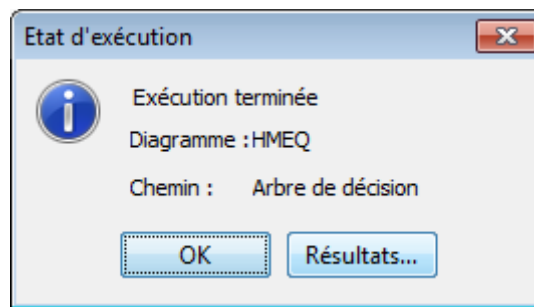 Etat d'exécution
Exécution terminée
Diagramme :HMEQ
Chemin : Arbre de décision
OK Résultats...